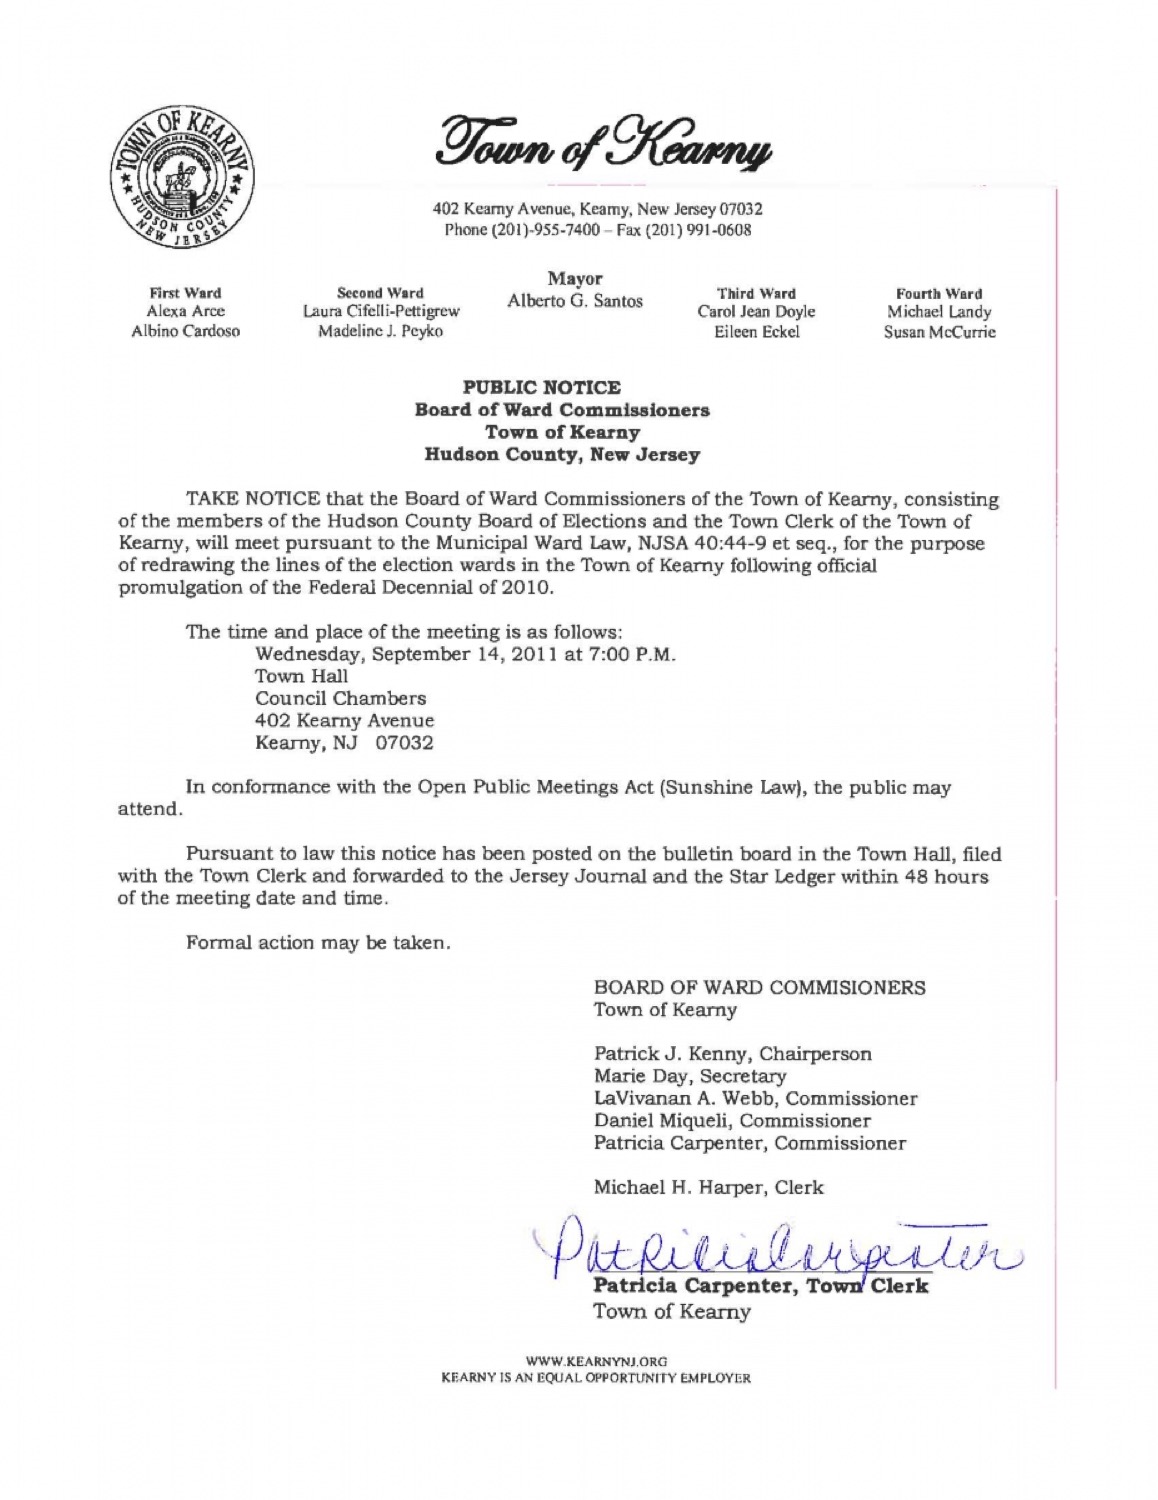 TOWN OF KEARNY
HUDSON COUNTY
NEW JERSEY
Town of Kearny
402 Kearny Avenue, Kearny, New Jersey 07032
Phone (201)-955-7400 – Fax (201) 991-0608
Mayor
Alberto G. Santos
First Ward
Alexa Arce
Albino Cardoso
Second Ward
Laura Cifelli-Pettigrew
Madeline J. Peyko
Third Ward
Carol Jean Doyle
Eileen Eckel
Fourth Ward
Michael Landy
Susan McCurrie
PUBLIC NOTICE
Board of Ward Commissioners
Town of Kearny
Hudson County, New Jersey
TAKE NOTICE that the Board of Ward Commissioners of the Town of Kearny, consisting
of the members of the Hudson County Board of Elections and the Town Clerk of the Town of
Kearny, will meet pursuant to the Municipal Ward Law, NJSA 40:44-9 et seq., for the purpose
of redrawing the lines of the election wards in the Town of Kearny following official
promulgation of the Federal Decennial of 2010.
The time and place of the meeting is as follows:
Wednesday, September 14, 2011 at 7:00 P.M.
Town Hall
Council Chambers
402 Kearny Avenue
Kearny, NJ 07032
In conformance with the Open Public Meetings Act (Sunshine Law), the public may
attend.
Pursuant to law this notice has been posted on the bulletin board in the Town Hall, filed
with the Town Clerk and forwarded to the Jersey Journal and the Star Ledger within 48 hours
of the meeting date and time.
Formal action may be taken.
BOARD OF WARD COMMISIONERS
Town of Kearny
Patrick J. Kenny, Chairperson
Marie Day, Secretary
LaVivanan A. Webb, Commissioner
Daniel Miqueli, Commissioner
Patricia Carpenter, Commissioner
Michael H. Harper, Clerk
Patricia Carpenter
Patricia Carpenter, Town Clerk
Town of Kearny
WWW.KEARNYNJ.ORG
KEARNY IS AN EQUAL OPPORTUNITY EMPLOYER